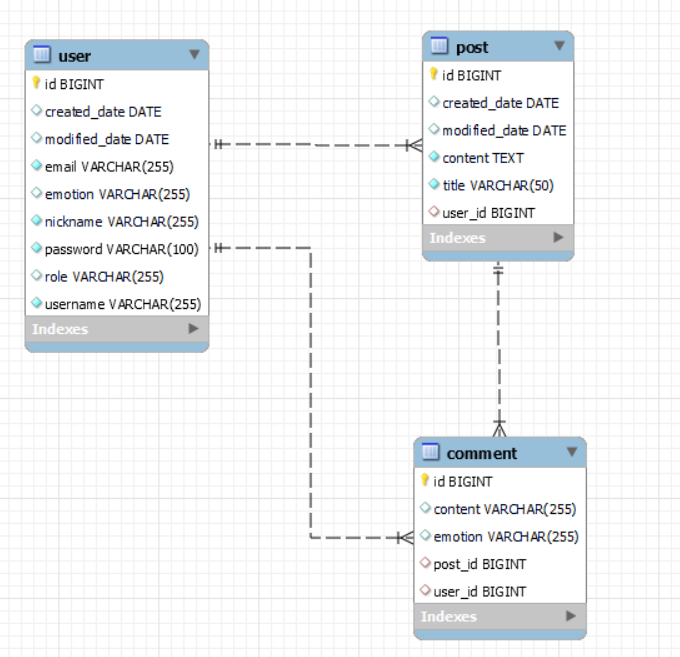 user
id BIGINT
created_date DATE
modified_date DATE
email VARCHAR(255)
emotion VARCHAR(255)
nickname VARCHAR(255)
password VARCHAR(100)
role VARCHAR(255)
username VARCHAR(255)
Indexes
post
id BIGINT
created_date DATE
modified_date DATE
content TEXT
title VARCHAR(50)
user_id BIGINT
Indexes
comment
id BIGINT
content VARCHAR(255)
emotion VARCHAR(255)
post_id BIGINT
user_id BIGINT
Indexes